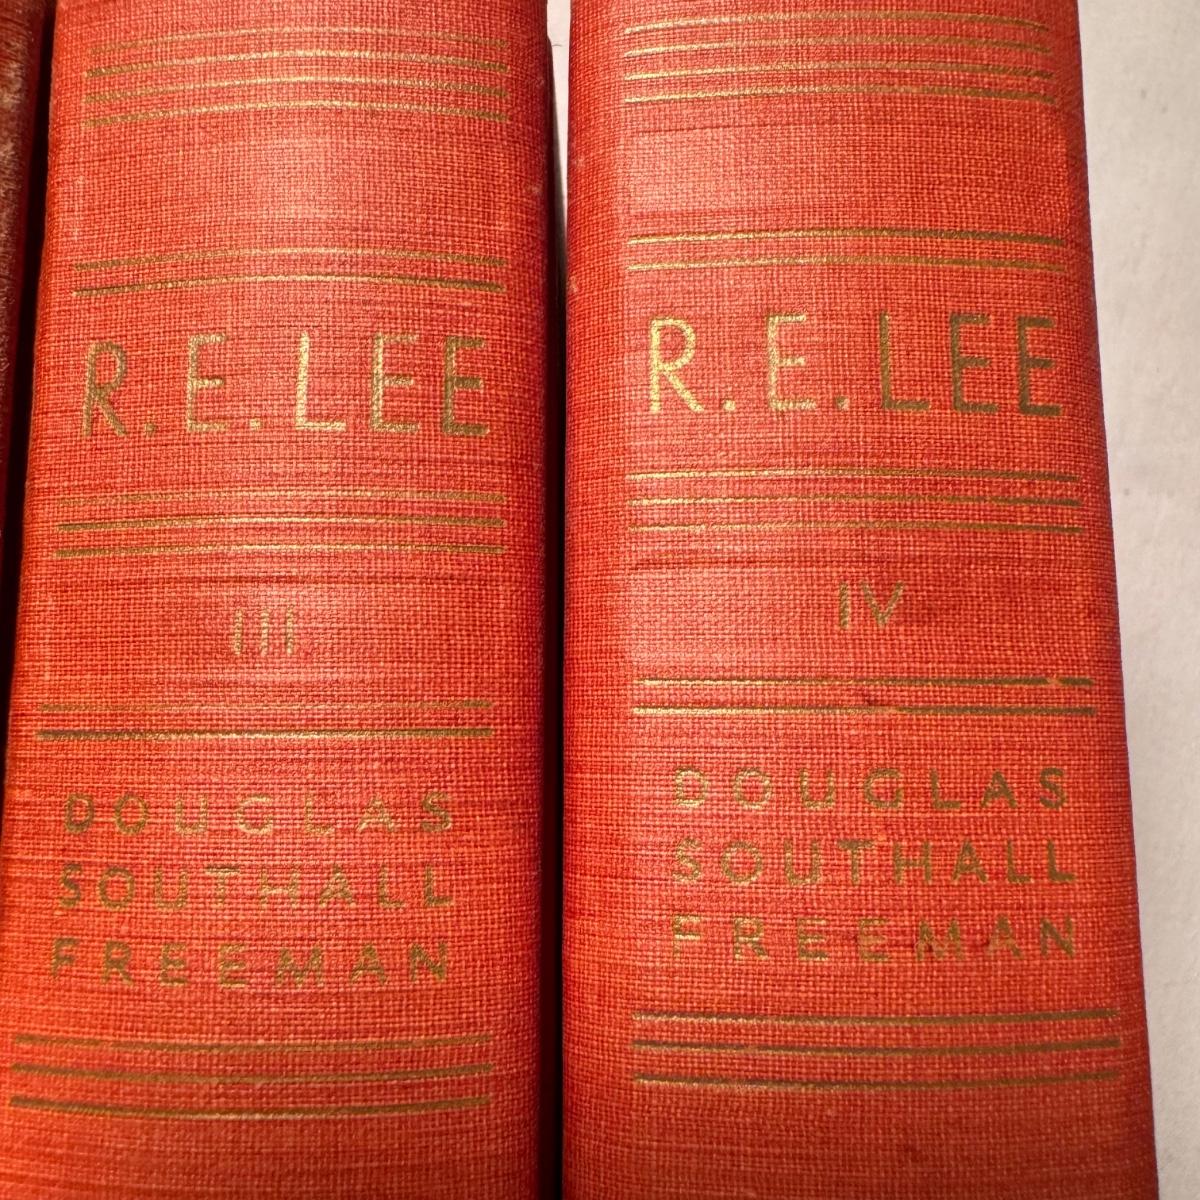 R. E. LEE
III
DOUGLAS
SOUTHALL
FREEMAN
R. E. LEE
IV
DOUGLAS
SOUTHALL
FREEMAN